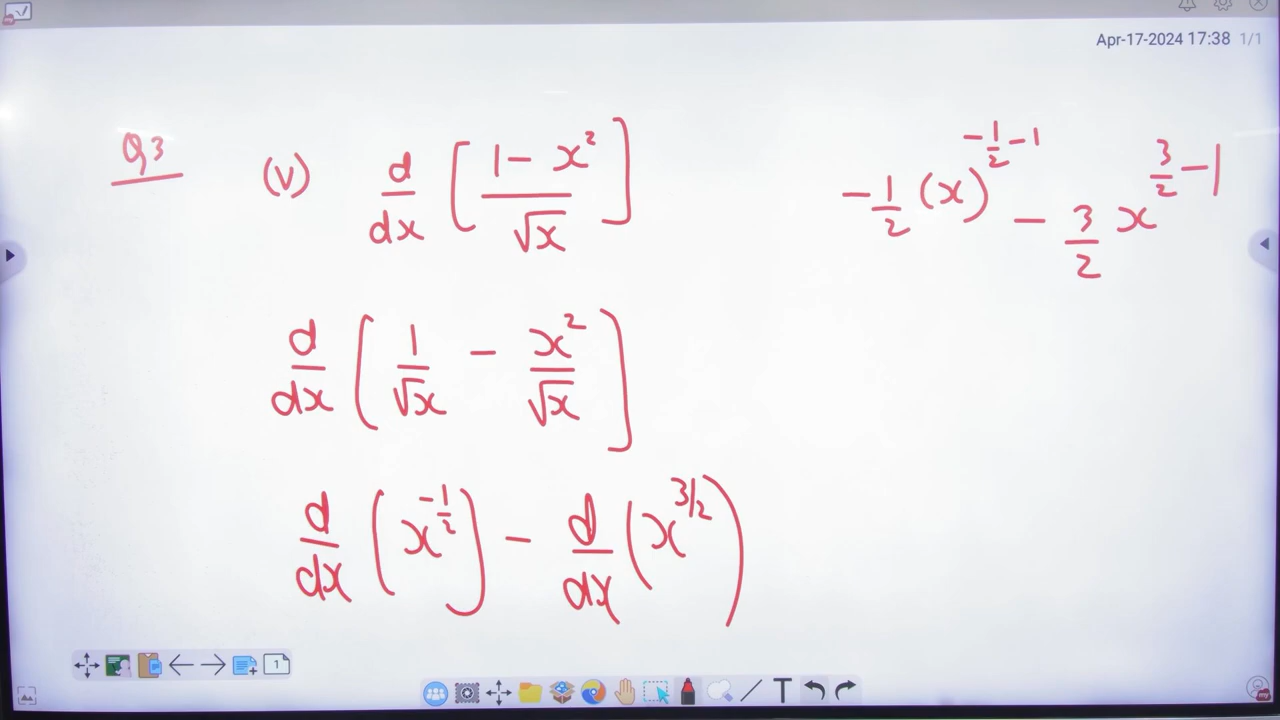 Apr-17-2024 17:38 1/1
Q3
(v) d/dx [(1 - x²)/√x]
d/dx [1/√x - x²/√x]
d/dx (x^(-1/2)) - d/dx (x^(3/2))
-1/2 (x)^(-1/2 - 1) - 3/2 x^(3/2 - 1)
1
T